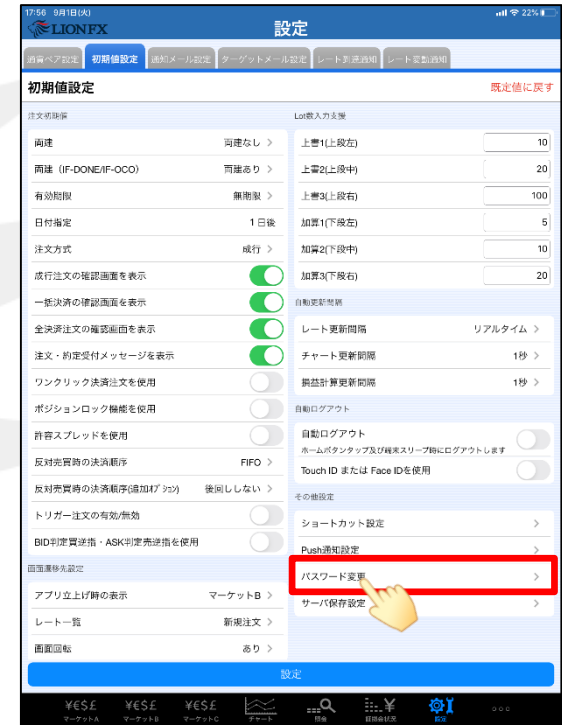 17:56 9月1日(火)
22%
LION FX
設定
通貨ペア設定 初期値設定 通知メール設定 ターゲットメール設定 レート到達通知 レート変動通知
初期値設定
既定値に戻す
注文初期値
両建 両建なし
両建（IF-DONE/IF-OCO） 両建あり
有効期限 無期限
日付指定 1日後
注文方式 成行
成行注文の確認画面を表示
一括決済の確認画面を表示
全決済注文の確認画面を表示
注文・約定受付メッセージを表示
ワンクリック決済注文を使用
ポジションロック機能を使用
許容スプレッドを使用
反対売買時の決済順序 FIFO
反対売買時の決済順序(追加ｵﾌﾟｼｮﾝ) 後回ししない
トリガー注文の有効/無効
BID判定買逆指・ASK判定売逆指を使用
画面遷移先設定
アプリ立上げ時の表示 マーケットB
レート一覧 新規注文
画面回転 あり
Lot数入力支援
上書1(上段左) 10
上書2(上段中) 20
上書3(上段右) 100
加算1(下段左) 5
加算2(下段中) 10
加算3(下段右) 20
自動更新間隔
レート更新間隔 リアルタイム
チャート更新間隔 1秒
損益計算更新間隔 1秒
自動ログアウト
自動ログアウト
ホームボタンタップ及び端末スリープ時にログアウトします
Touch ID または Face IDを使用
その他設定
ショートカット設定
Push通知設定
パスワード変更
サーバ保存設定
設定
¥€$£ ¥€$£ ¥€$£
マーケットA マーケットB マーケットC チャート 照会 証拠金状況 設定